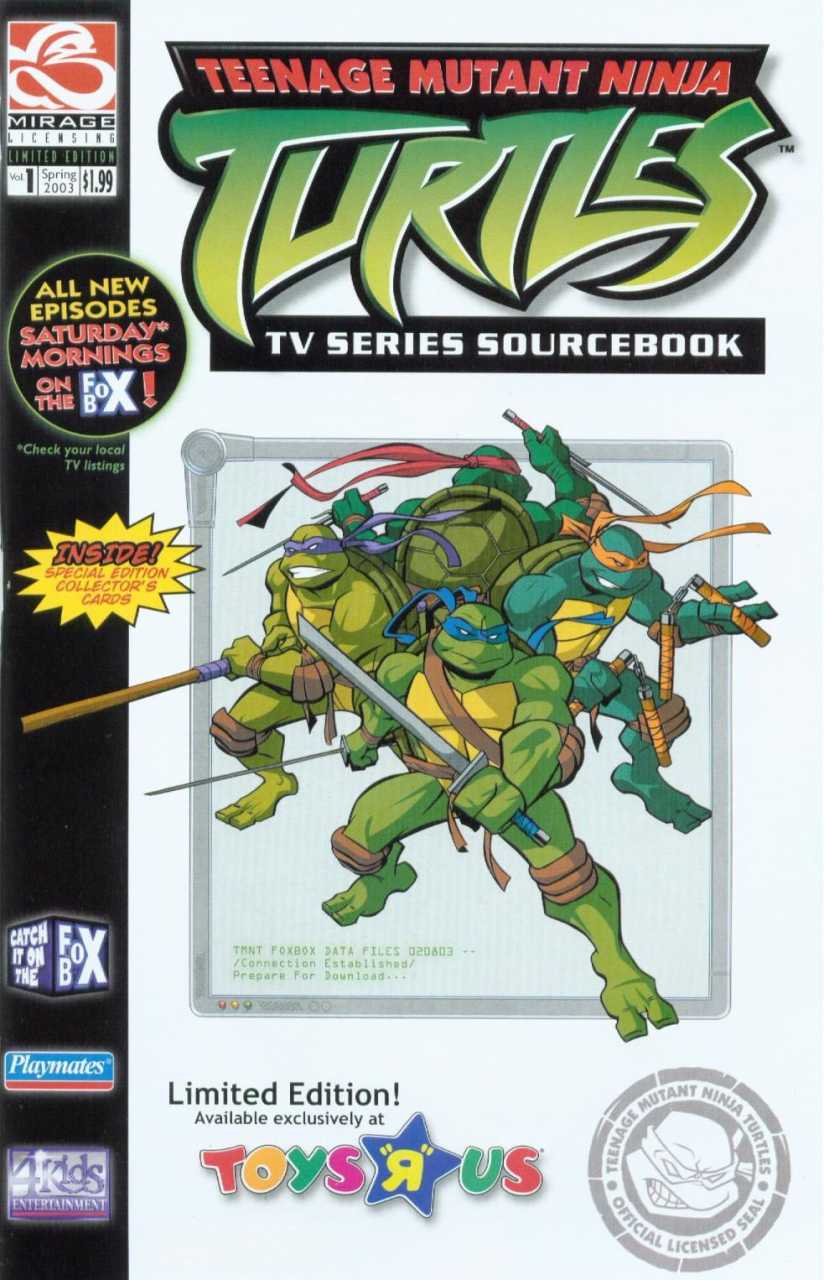 MIRAGE
LICENSING
LIMITED EDITION
Vol. 1
Spring 2003
$1.99
TEENAGE MUTANT NINJA
TURTLES™
TV SERIES SOURCEBOOK
ALL NEW
EPISODES
SATURDAY*
MORNINGS
ON THE FOX BOX!
*Check your local
TV listings
INSIDE!
SPECIAL EDITION
COLLECTOR'S
CARDS
TMNT FOXBOX DATA FILES 020803 --
/Connection Established/
Prepare For Download...
CATCH
IT ON
THE
FOX BOX
Playmates®
4Kids
ENTERTAINMENT
Limited Edition!
Available exclusively at
TOYS "R" US
TEENAGE MUTANT NINJA TURTLES
OFFICIAL LICENSED SEAL